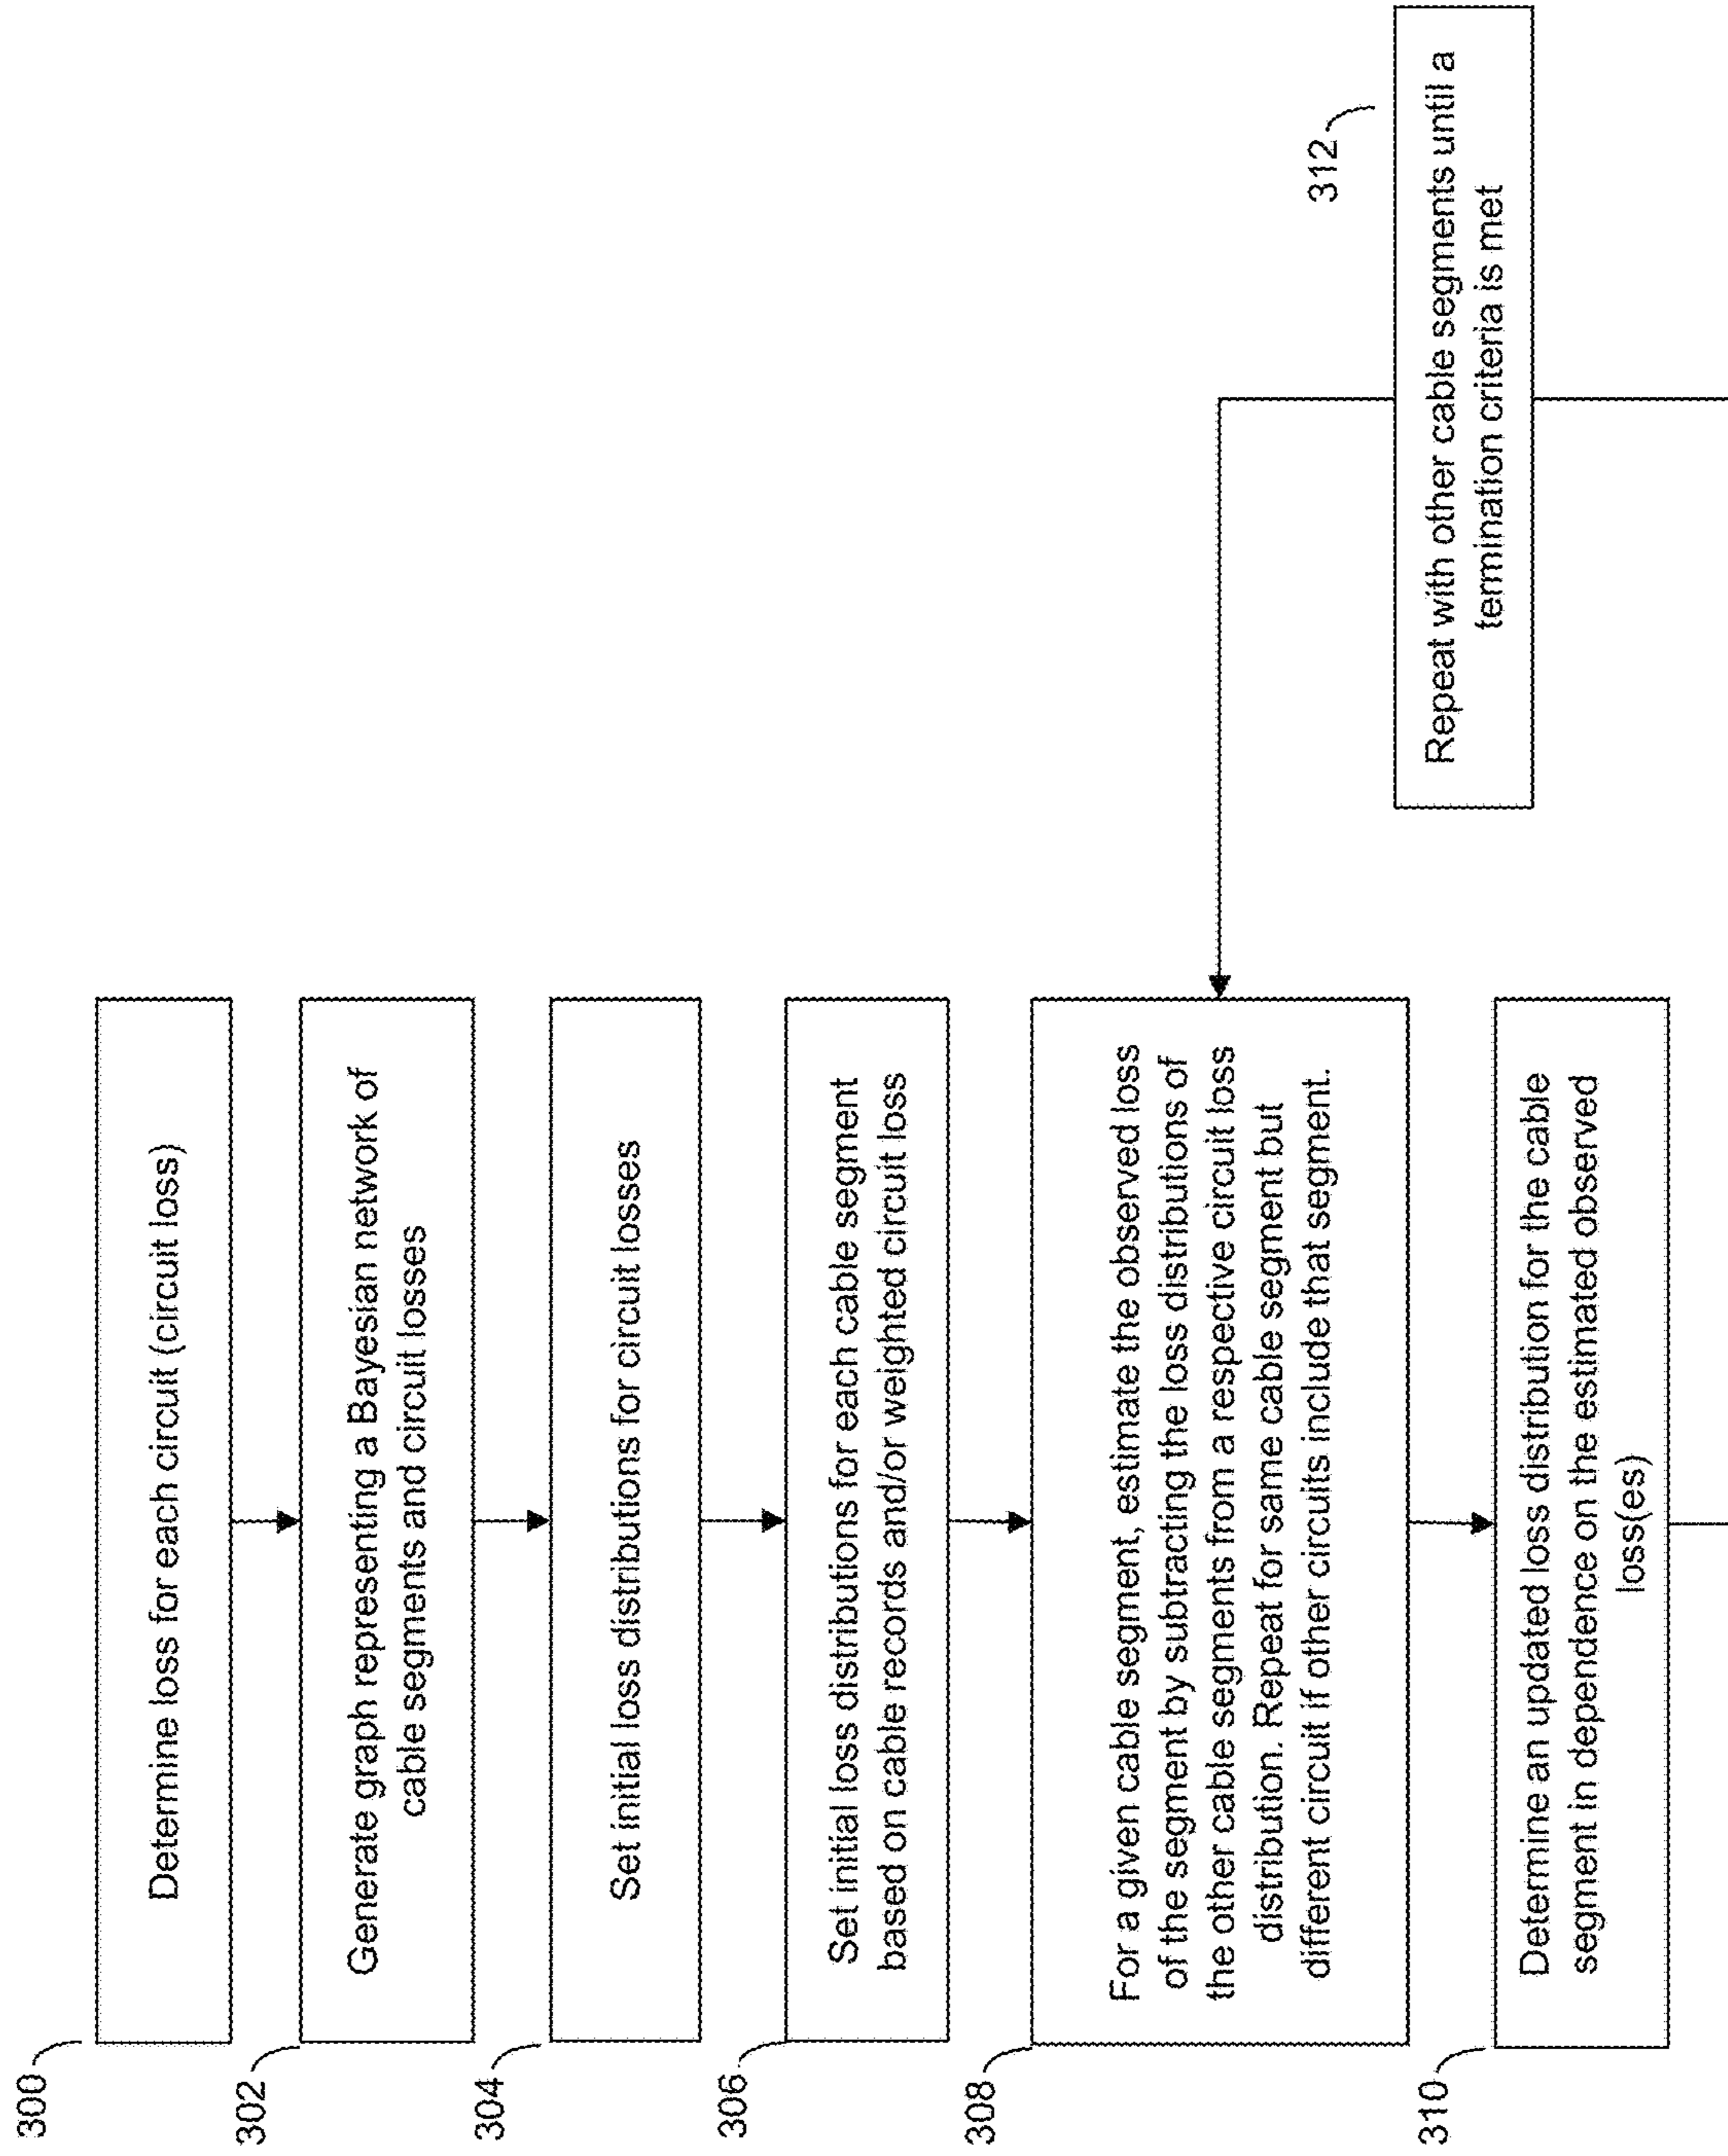 300
Determine loss for each circuit (circuit loss)
302
Generate graph representing a Bayesian network of
cable segments and circuit losses
304
Set initial loss distributions for circuit losses
306
Set initial loss distributions for each cable segment
based on cable records and/or weighted circuit loss
308
For a given cable segment, estimate the observed loss
of the segment by subtracting the loss distributions of
the other cable segments from a respective circuit loss
distribution. Repeat for same cable segment but
different circuit if other circuits include that segment.
310
Determine an updated loss distribution for the cable
segment in dependence on the estimated observed
loss(es)
312
Repeat with other cable segments until a
termination criteria is met